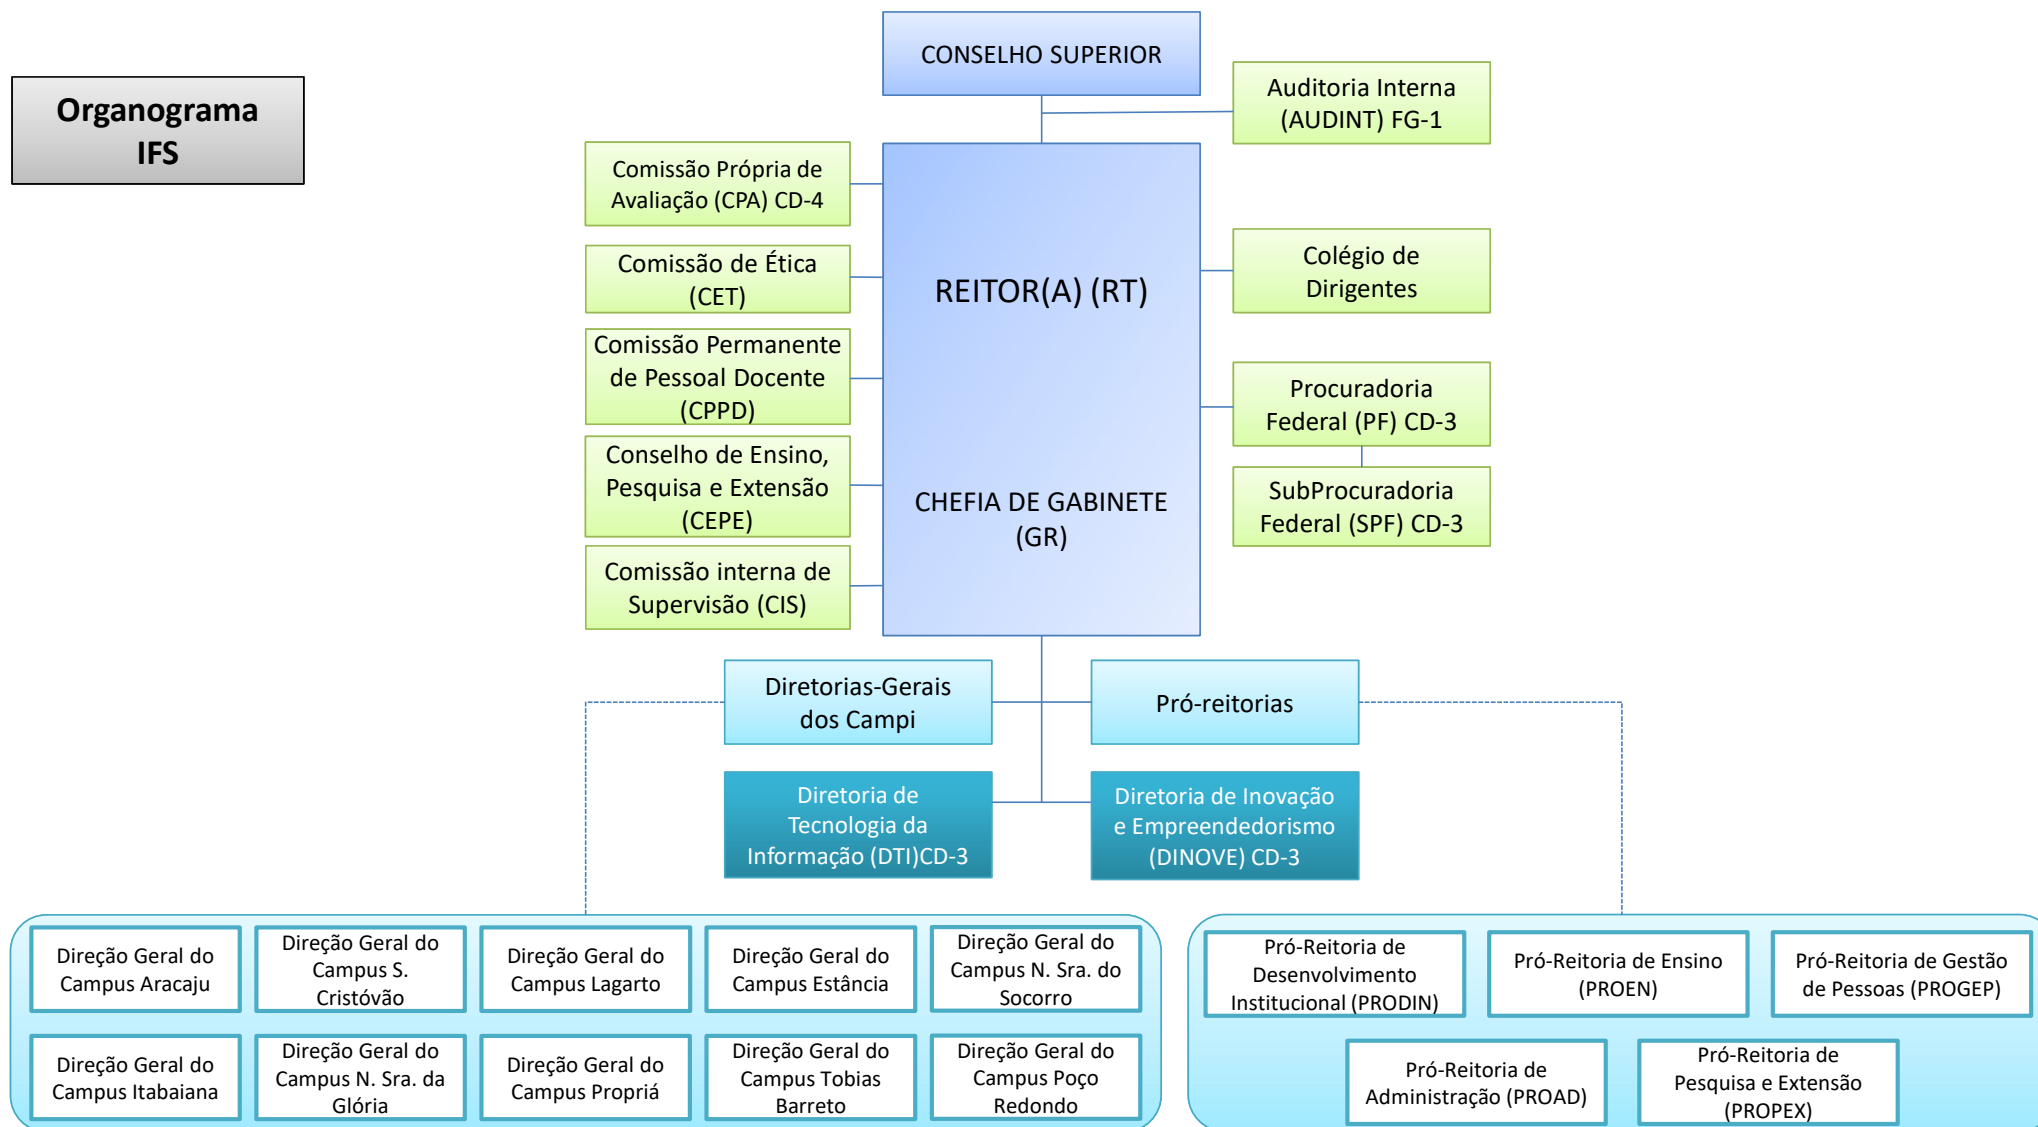 Organograma
IFS
CONSELHO SUPERIOR
Auditoria Interna
(AUDINT) FG-1
Comissão Própria de
Avaliação (CPA) CD-4
Comissão de Ética
(CET)
Comissão Permanente
de Pessoal Docente
(CPPD)
Conselho de Ensino,
Pesquisa e Extensão
(CEPE)
Comissão interna de
Supervisão (CIS)
REITOR(A) (RT)
CHEFIA DE GABINETE
(GR)
Colégio de
Dirigentes
Procuradoria
Federal (PF) CD-3
SubProcuradoria
Federal (SPF) CD-3
Diretorias-Gerais
dos Campi
Pró-reitorias
Diretoria de
Tecnologia da
Informação (DTI)CD-3
Diretoria de Inovação
e Empreendedorismo
(DINOVE) CD-3
Direção Geral do
Campus Aracaju
Direção Geral do
Campus S.
Cristóvão
Direção Geral do
Campus Lagarto
Direção Geral do
Campus Estância
Direção Geral do
Campus N. Sra. do
Socorro
Direção Geral do
Campus Itabaiana
Direção Geral do
Campus N. Sra. da
Glória
Direção Geral do
Campus Propriá
Direção Geral do
Campus Tobias
Barreto
Direção Geral do
Campus Poço
Redondo
Pró-Reitoria de
Desenvolvimento
Institucional (PRODIN)
Pró-Reitoria de Ensino
(PROEN)
Pró-Reitoria de Gestão
de Pessoas (PROGEP)
Pró-Reitoria de
Administração (PROAD)
Pró-Reitoria de
Pesquisa e Extensão
(PROPEX)